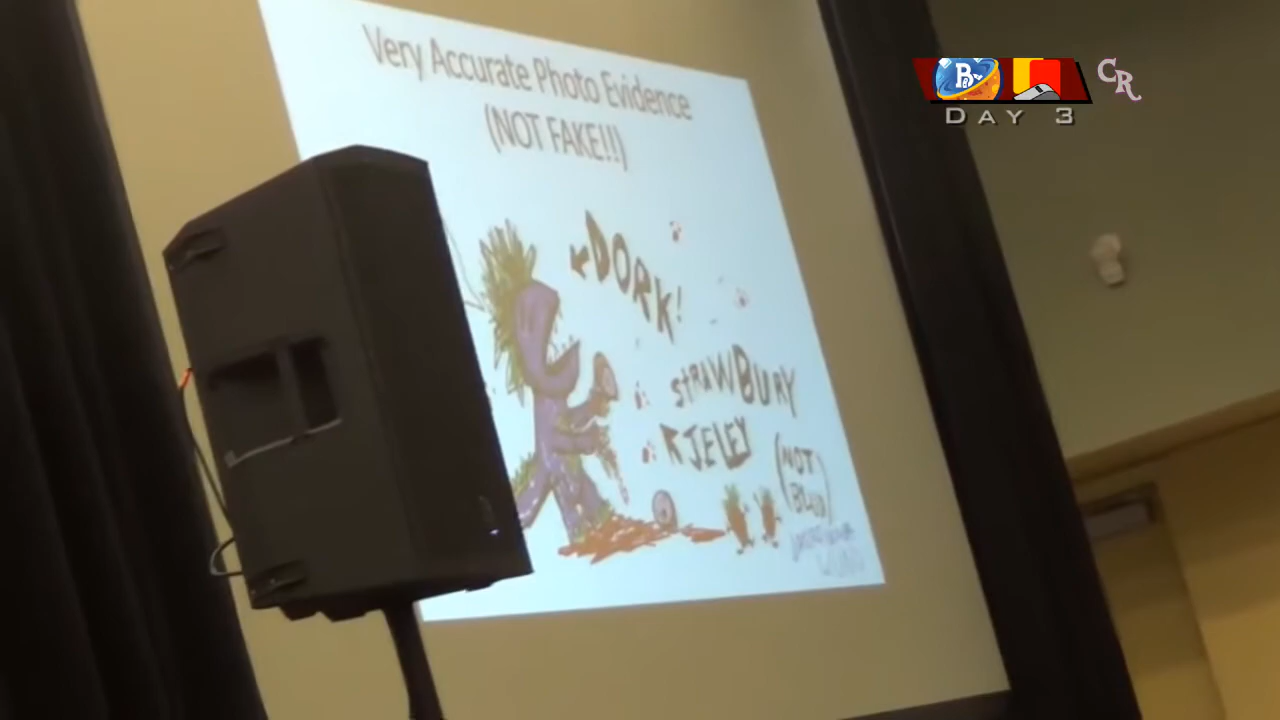 Very Accurate Photo Evidence
(NOT FAKE!!)
DORK!
STRAWBURY
JELEY
(NOT
BLUD)
CR
DAY 3